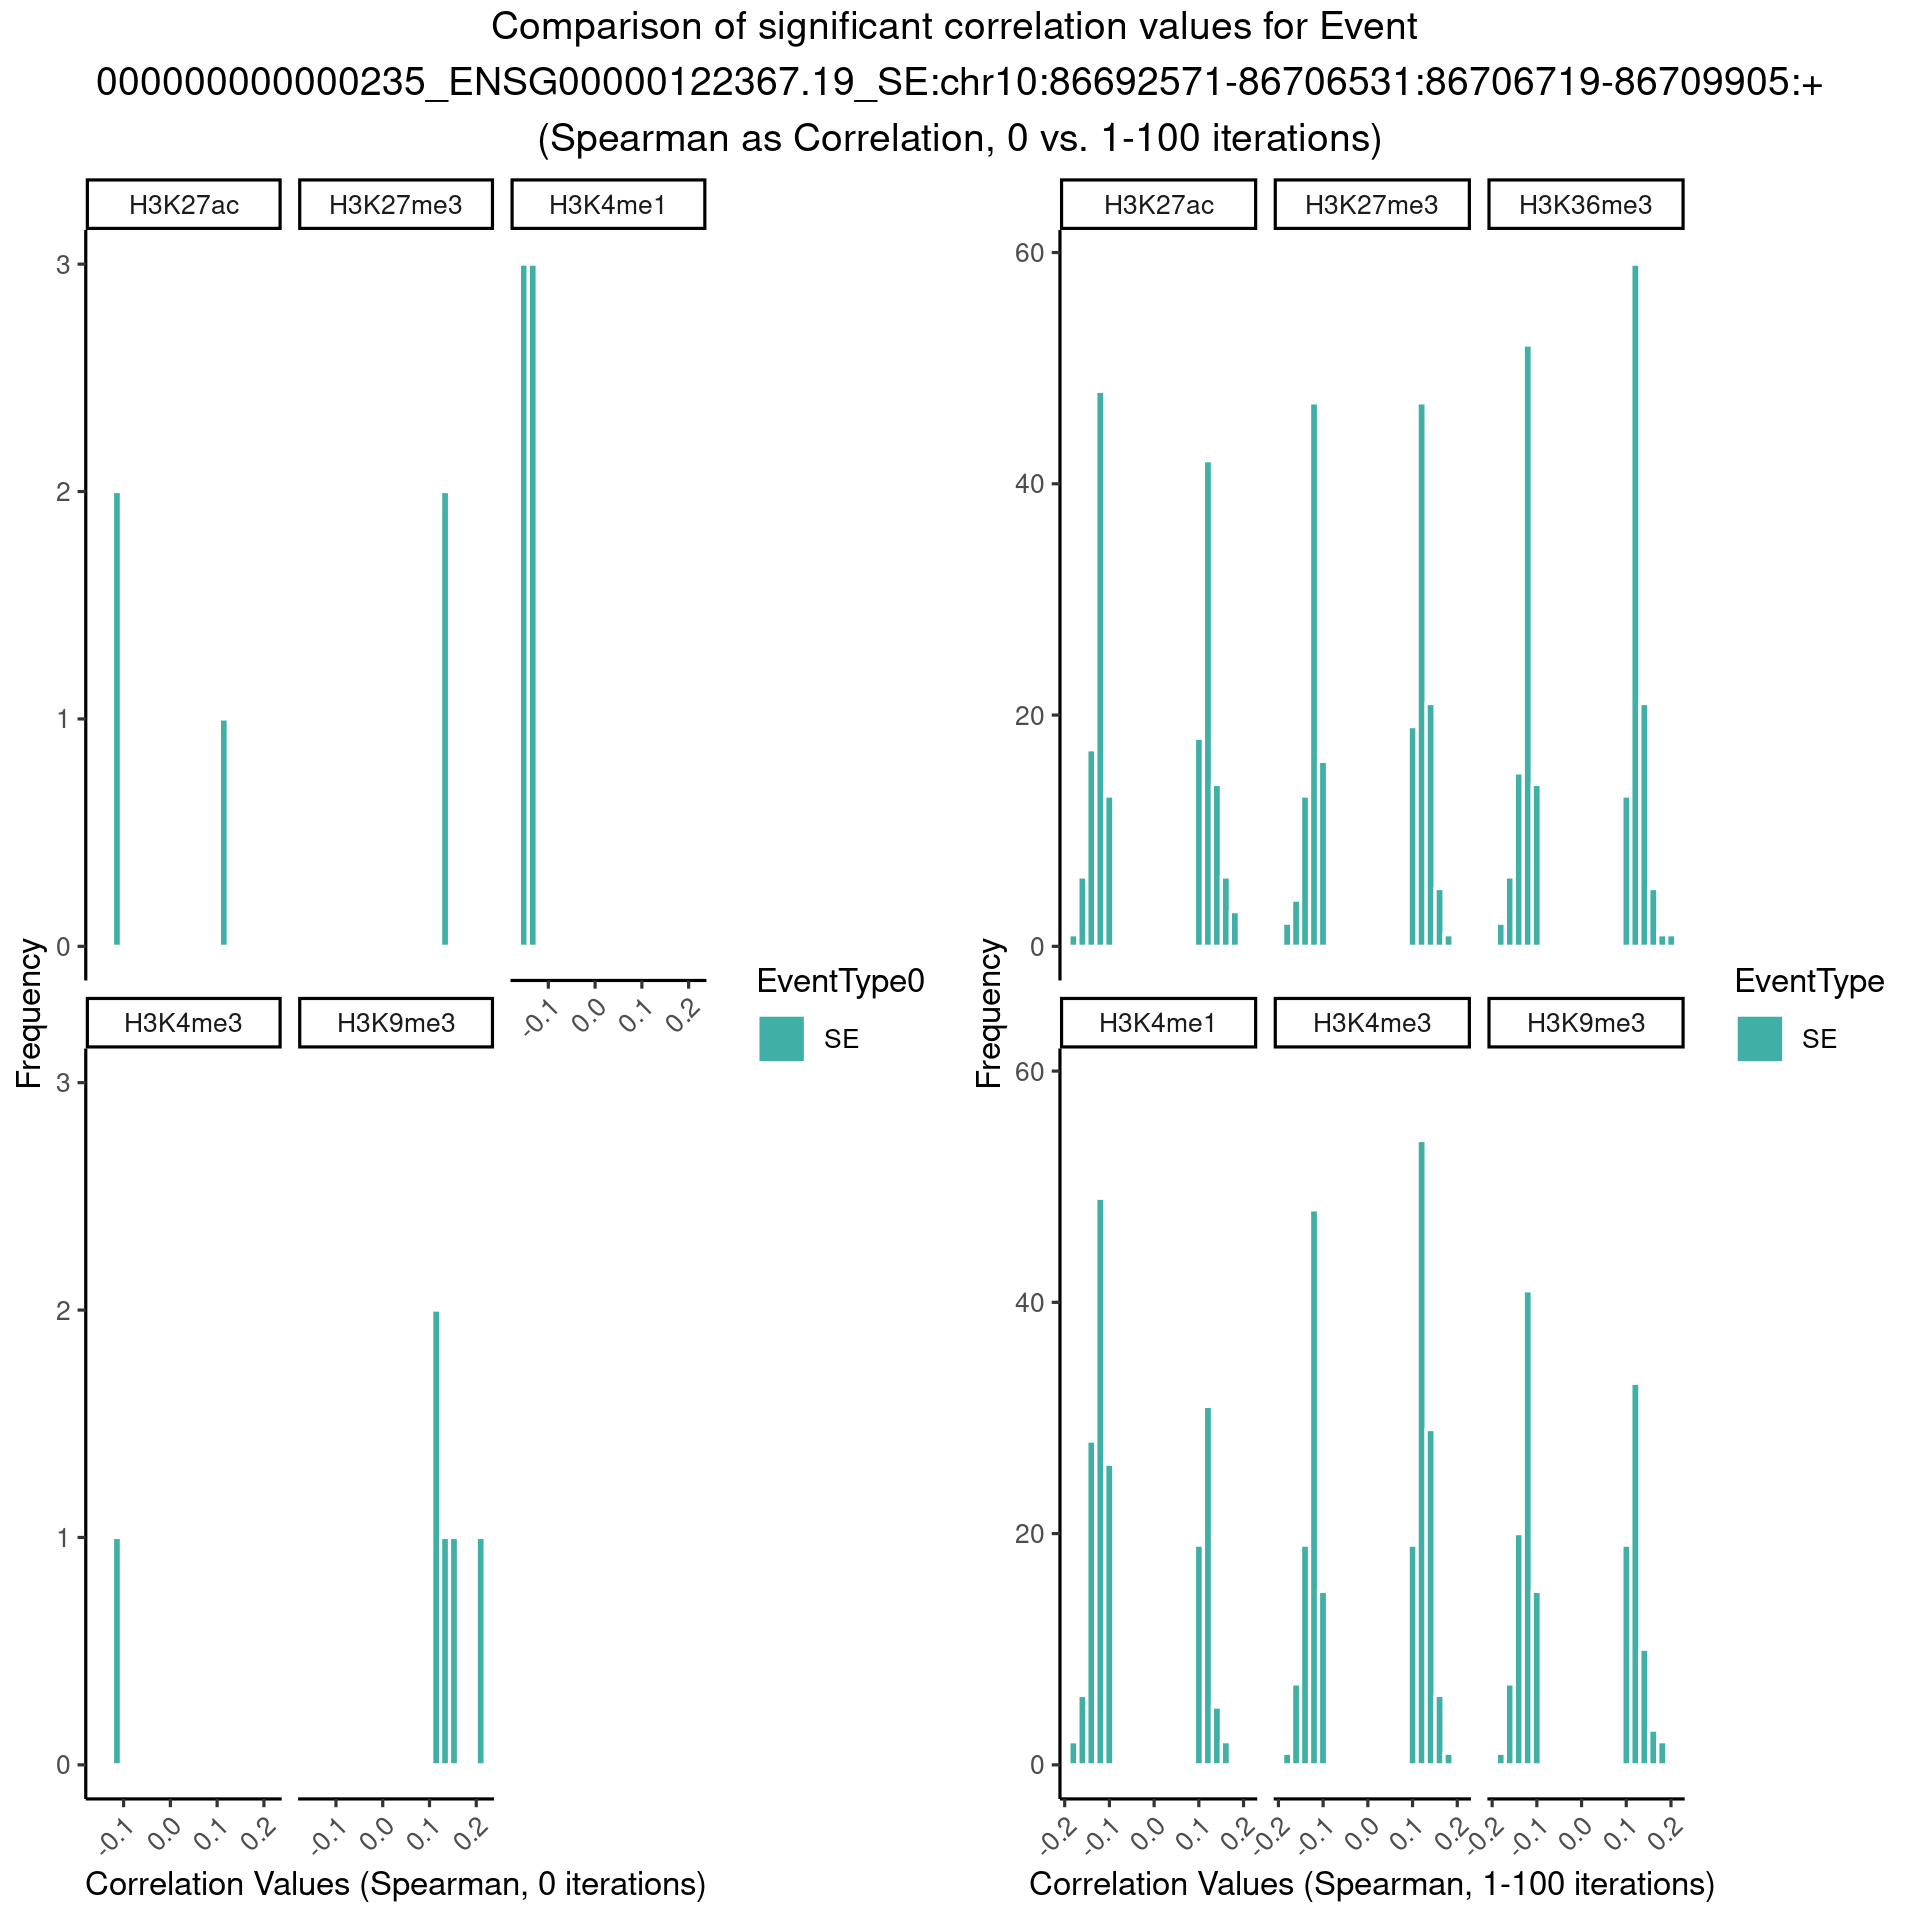 Comparison of significant correlation values for Event
000000000000235_ENSG00000122367.19_SE:chr10:86692571-86706531:86706719-86709905:+
(Spearman as Correlation, 0 vs. 1-100 iterations)
H3K27ac
H3K27me3
H3K4me1
3
2
1
0
-0.1
0.0
0.1
0.2
H3K4me3
H3K9me3
3
2
1
0
-0.1
0.0
0.1
0.2
-0.1
0.0
0.1
0.2
Frequency
Correlation Values (Spearman, 0 iterations)
EventType0
SE
H3K27ac
H3K27me3
H3K36me3
60
40
20
0
H3K4me1
H3K4me3
H3K9me3
60
40
20
0
-0.2
-0.1
0.0
0.1
0.2
-0.2
-0.1
0.0
0.1
0.2
-0.2
-0.1
0.0
0.1
0.2
Frequency
Correlation Values (Spearman, 1-100 iterations)
EventType
SE